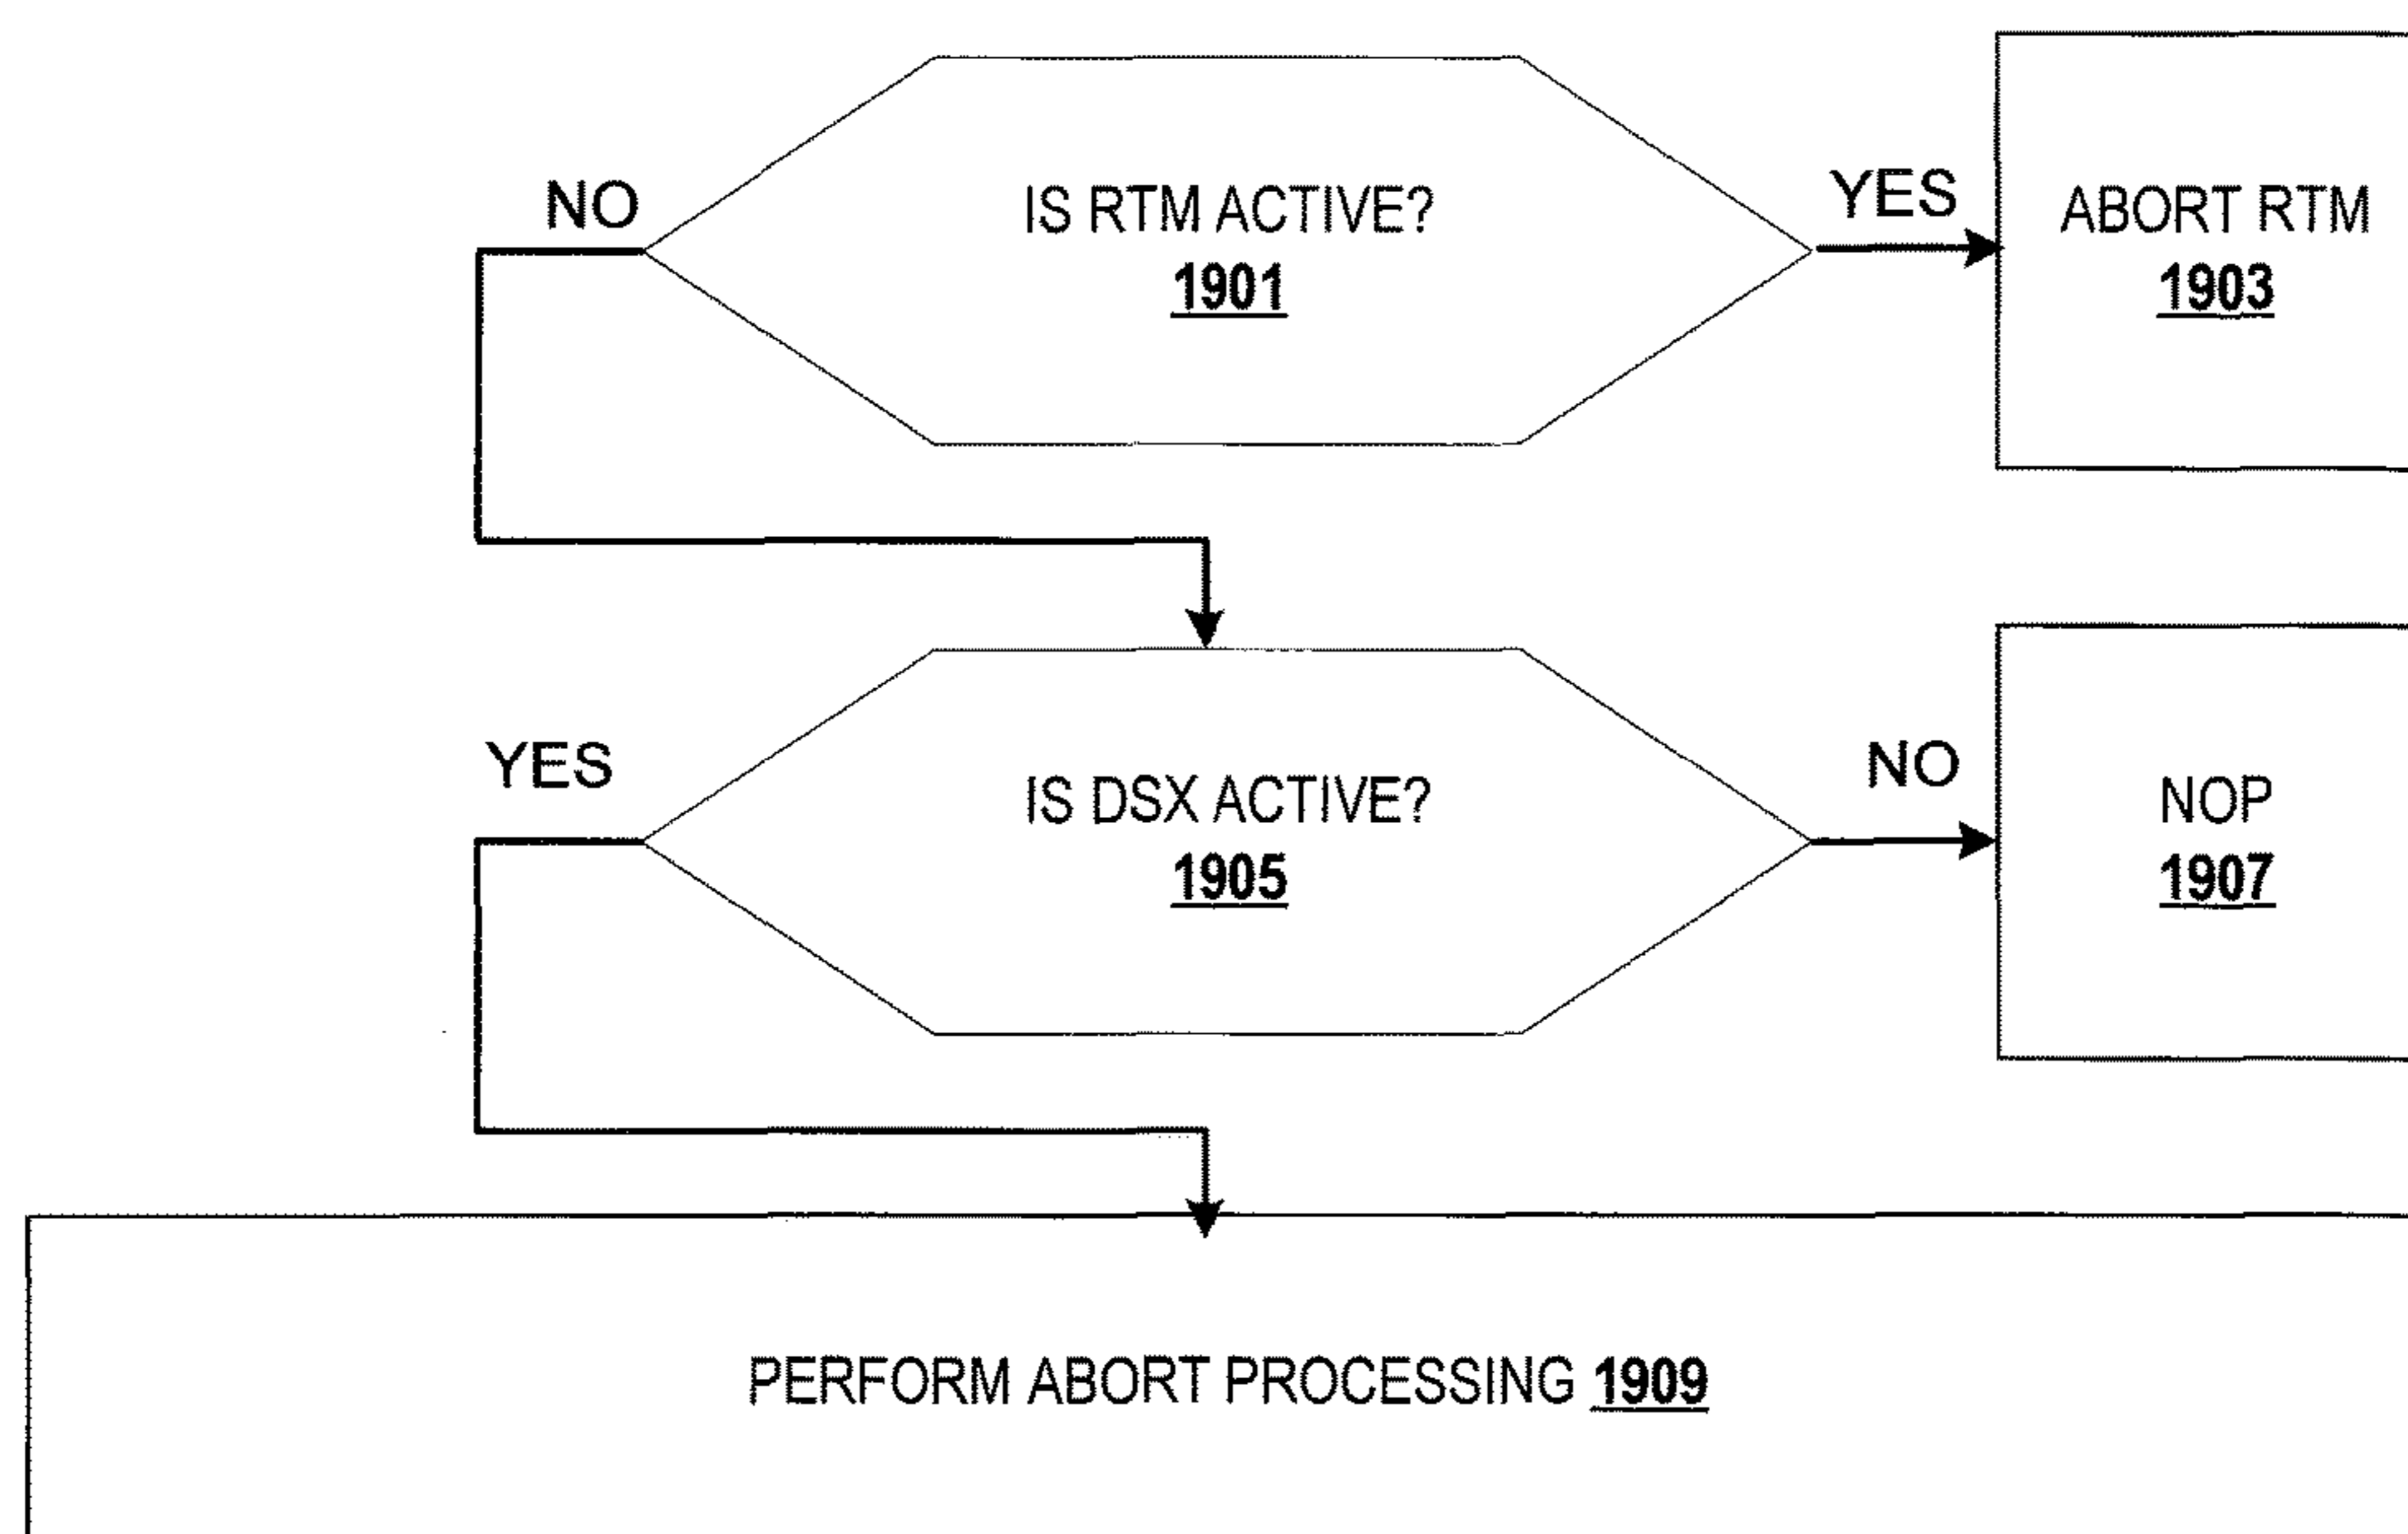 NO
IS RTM ACTIVE?
1901
YES
ABORT RTM
1903
YES
IS DSX ACTIVE?
1905
NO
NOP
1907
PERFORM ABORT PROCESSING 1909